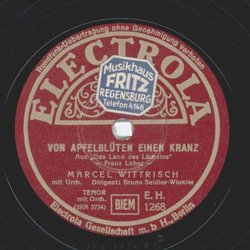 Rundfunk-Uebertragung ohne Genehmigung verboten
ELECTROLA
Musikhaus
FRITZ
REGENSBURG
Telefon 4146
VON APFELBLÜTEN EINEN KRANZ
Aus „Das Land des Lächelns"
— Franz Lehár —
MARCEL WITTRISCH
mit Orch. Dirigent: Bruno Seidler-Winkler
TENOR
mit Orch.
(2RA 3734)
BIEM
E. H.
1268
Electrola Gesellschaft m. b. H., Berlin